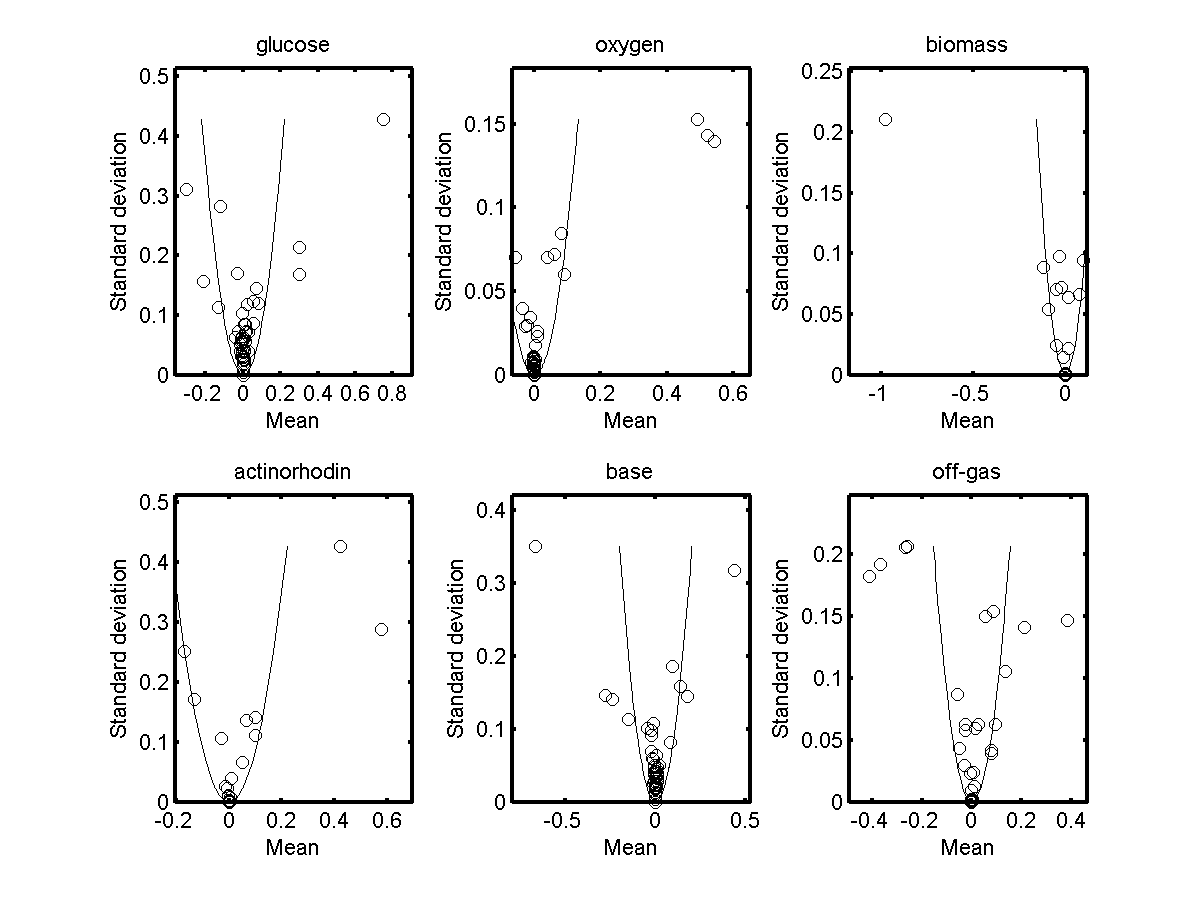 glucose
oxygen
biomass
0.5
0.4
0.3
0.2
0.1
0
Standard deviation
-0.2 0 0.2 0.4 0.6 0.8
Mean
0.15
0.1
0.05
0
Standard deviation
0 0.2 0.4 0.6
Mean
0.25
0.2
0.15
0.1
0.05
0
Standard deviation
-1 -0.5 0
Mean
actinorhodin
base
off-gas
0.5
0.4
0.3
0.2
0.1
0
Standard deviation
-0.2 0 0.2 0.4 0.6
Mean
0.4
0.3
0.2
0.1
0
Standard deviation
-0.5 0 0.5
Mean
0.2
0.15
0.1
0.05
0
Standard deviation
-0.4 -0.2 0 0.2 0.4
Mean